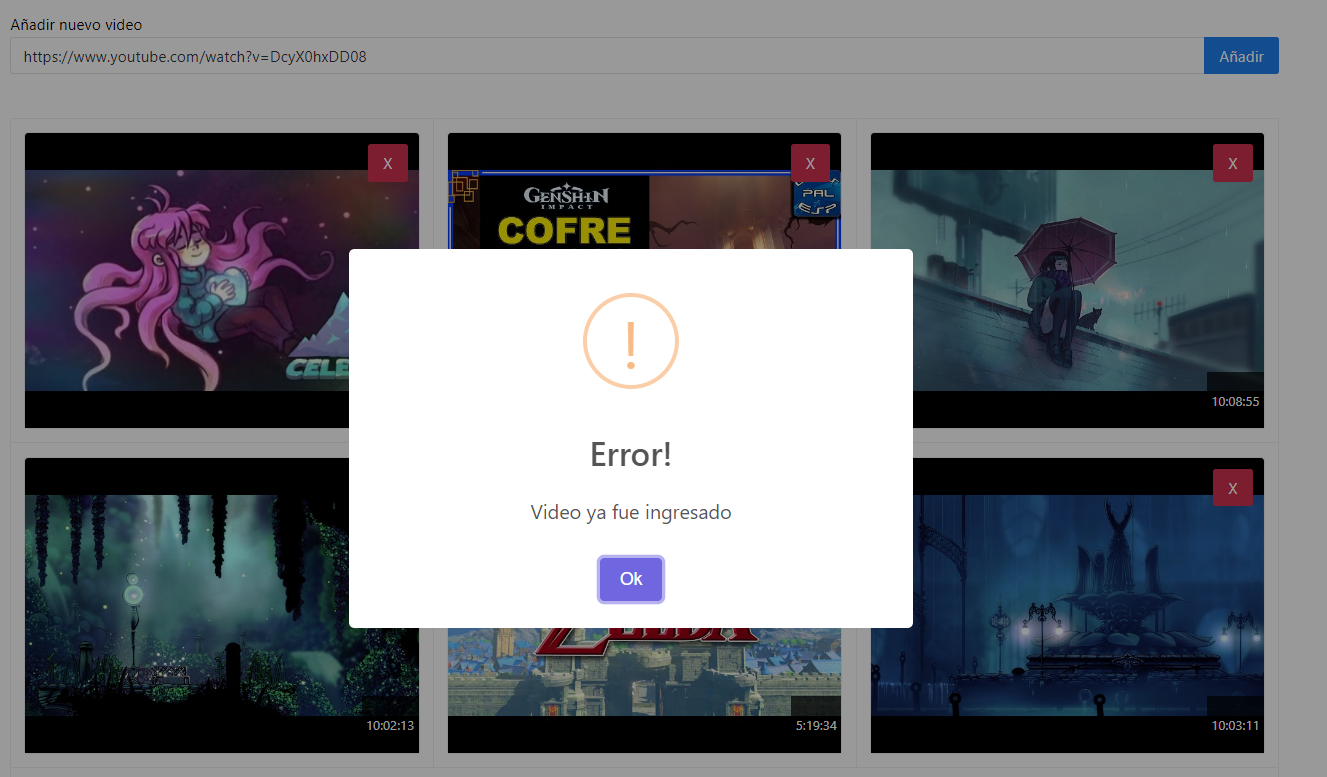 Añadir nuevo video
https://www.youtube.com/watch?v=DcyX0hxDD08
Añadir
X
X
X
GENSHIN
IMPACT
COFRE
PAL
ESP
CELE
10:08:55
Error!
Video ya fue ingresado
Ok
X
ZELDA
10:02:13
5:19:34
10:03:11